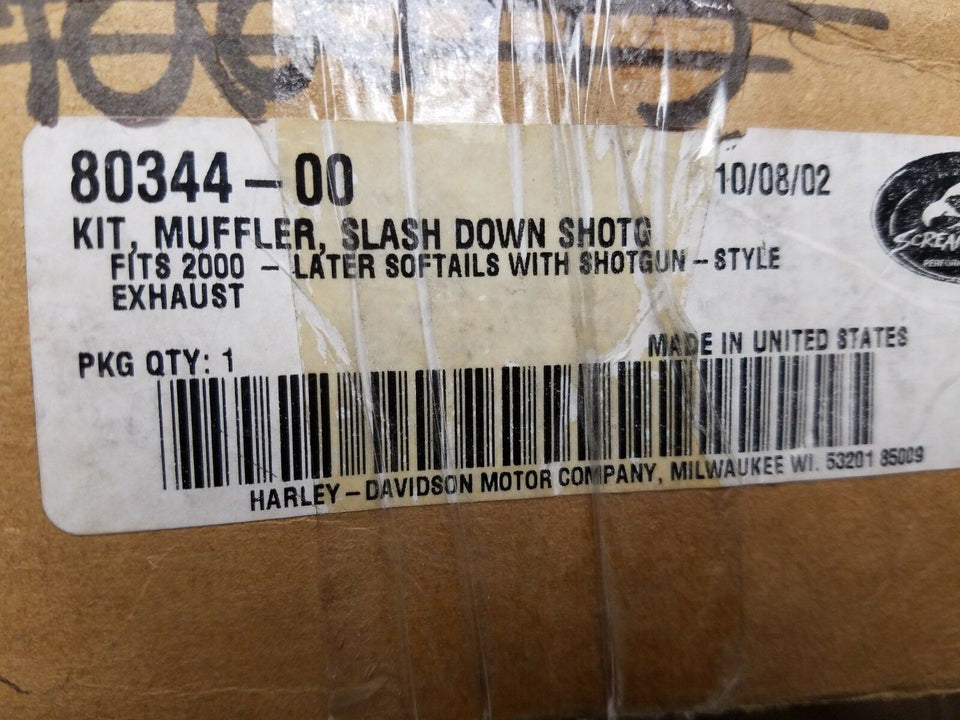 80344-00
10/08/02
KIT, MUFFLER, SLASH DOWN SHOTG
FITS 2000 - LATER SOFTAILS WITH SHOTGUN-STYLE
EXHAUST
PKG QTY: 1
MADE IN UNITED STATES
HARLEY-DAVIDSON MOTOR COMPANY, MILWAUKEE WI. 53201 85009